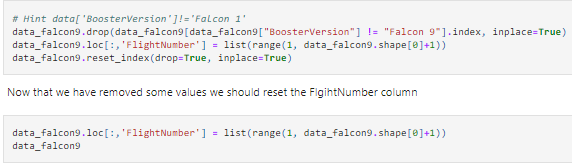 # Hint data['BoosterVersion']!='Falcon 1'
data_falcon9.drop(data_falcon9[data_falcon9["BoosterVersion"] != "Falcon 9"].index, inplace=True)
data_falcon9.loc[:,'FlightNumber'] = list(range(1, data_falcon9.shape[0]+1))
data_falcon9.reset_index(drop=True, inplace=True)
Now that we have removed some values we should reset the FlgihtNumber column
data_falcon9.loc[:,'FlightNumber'] = list(range(1, data_falcon9.shape[0]+1))
data_falcon9